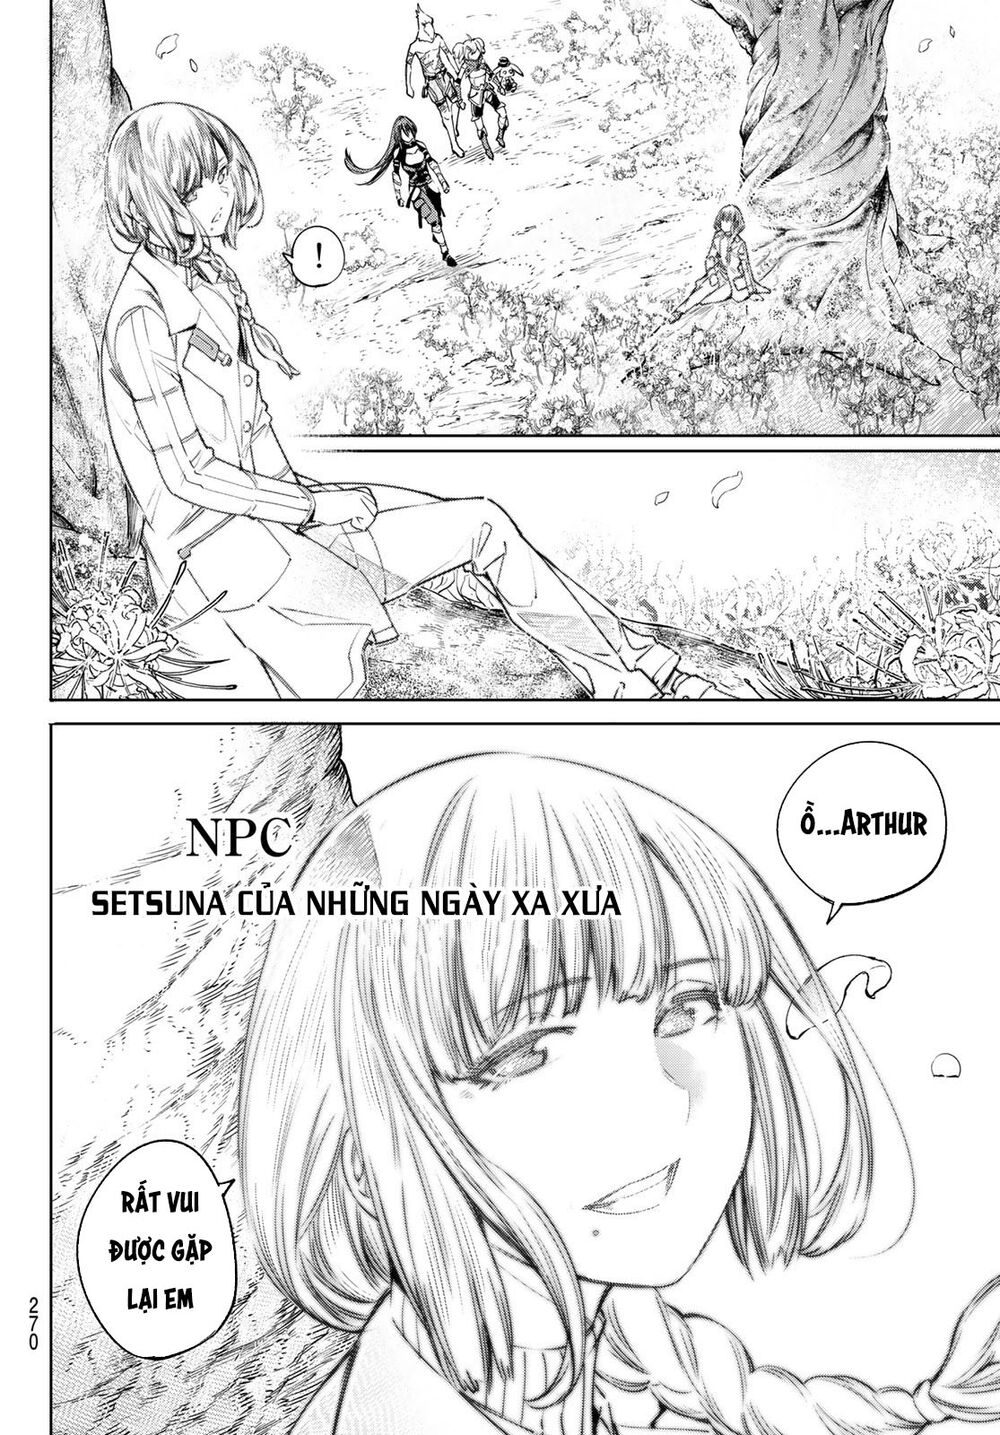 !
Ồ...ARTHUR
NPC
SETSUNA CỦA NHỮNG NGÀY XA XƯA
RẤT VUI
ĐƯỢC GẶP
LẠI EM
270